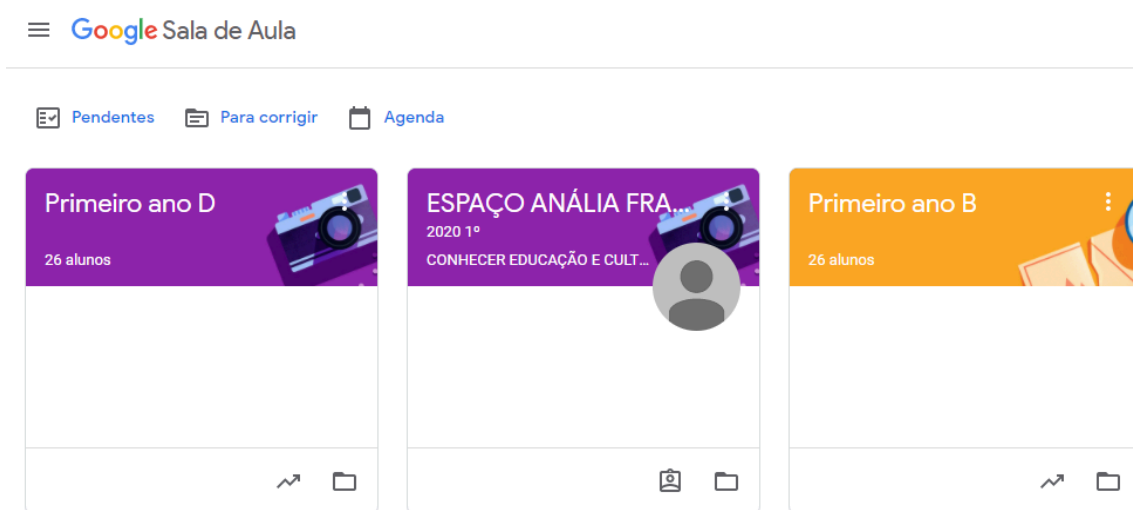 Google Sala de Aula
Pendentes Para corrigir Agenda
Primeiro ano D
26 alunos
ESPAÇO ANÁLIA FRA...
2020 1º
CONHECER EDUCAÇÃO E CULT...
Primeiro ano B
26 alunos